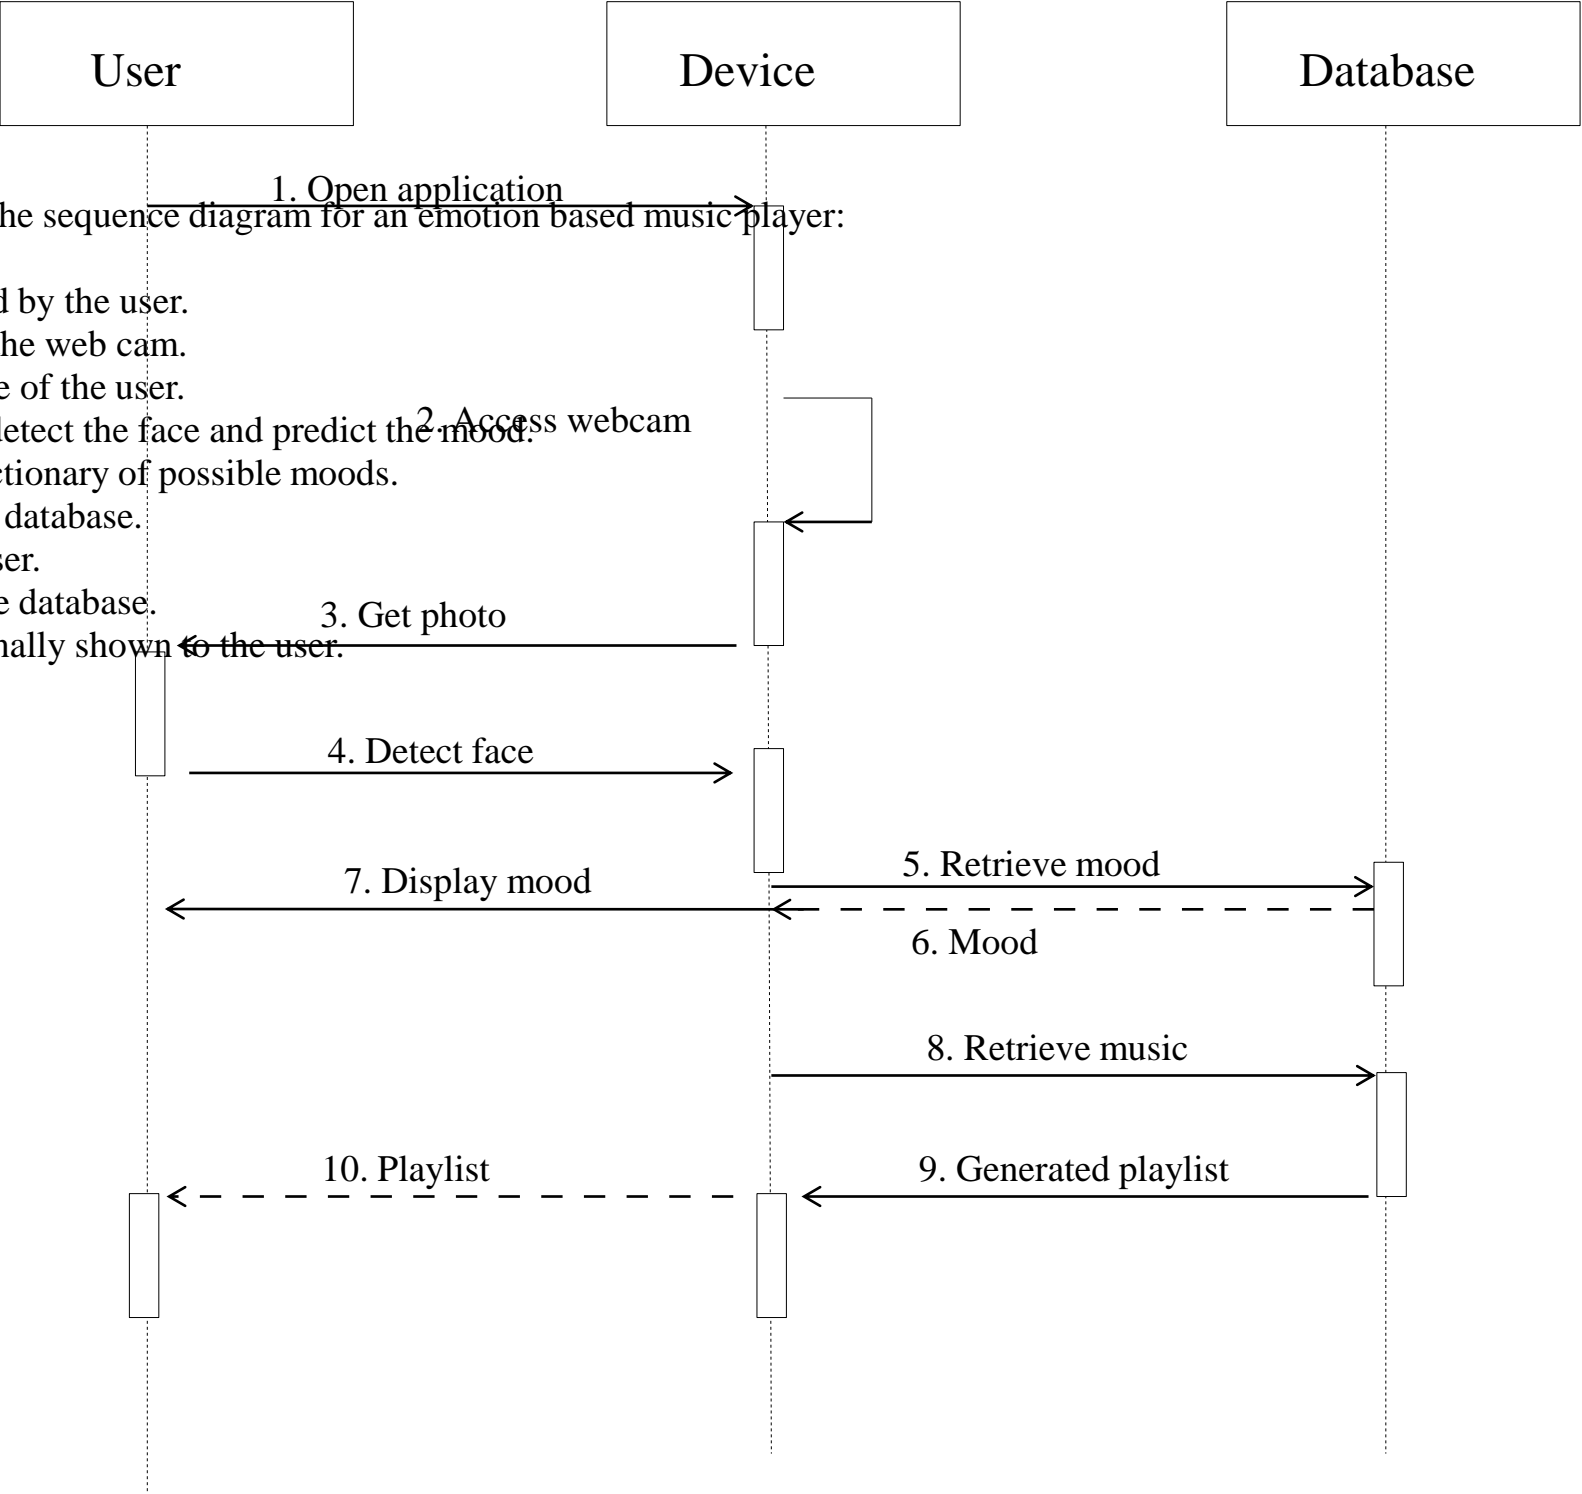 User
Device
Database
1. Open application
he sequence diagram for an emotion based music player:
d by the user.
he web cam.
e of the user.
2. Access webcam
detect the face and predict the mood.
ctionary of possible moods.
database.
ser.
e database.
3. Get photo
nally shown to the user.
4. Detect face
5. Retrieve mood
7. Display mood
6. Mood
8. Retrieve music
10. Playlist
9. Generated playlist